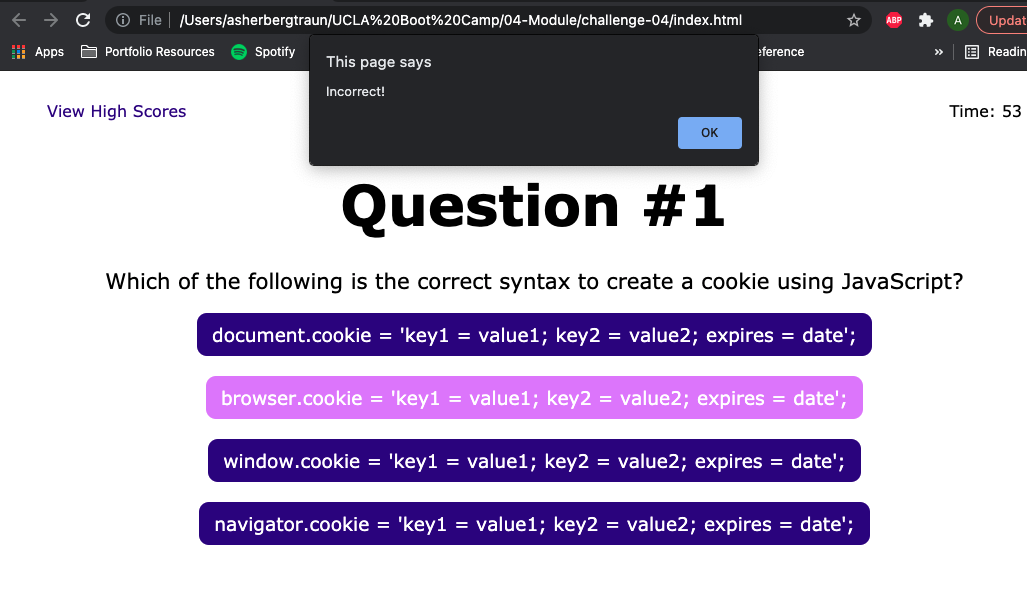 File /Users/asherbergtraun/UCLA%20Boot%20Camp/04-Module/challenge-04/index.html ABP A
Apps Portfolio Resources Spotify »
This page says
Incorrect!
OK
View High Scores Time: 53
Question #1
Which of the following is the correct syntax to create a cookie using JavaScript?
document.cookie = 'key1 = value1; key2 = value2; expires = date';
browser.cookie = 'key1 = value1; key2 = value2; expires = date';
window.cookie = 'key1 = value1; key2 = value2; expires = date';
navigator.cookie = 'key1 = value1; key2 = value2; expires = date';